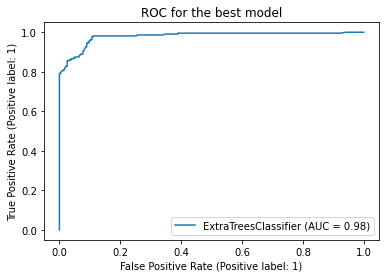 ROC for the best model
True Positive Rate (Positive label: 1)
1.0
0.8
0.6
0.4
0.2
0.0
0.0 0.2 0.4 0.6 0.8 1.0
ExtraTreesClassifier (AUC = 0.98)
False Positive Rate (Positive label: 1)